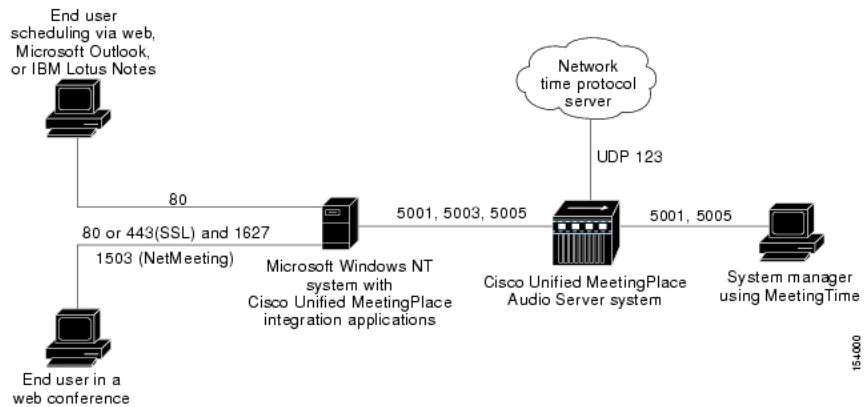 End user
scheduling via web,
Microsoft Outlook,
or IBM Lotus Notes
Network
time protocol
server
UDP 123
80
5001, 5003, 5005
5001, 5005
80 or 443(SSL) and 1627
1503 (NetMeeting)
Microsoft Windows NT
system with
Cisco Unified MeetingPlace
integration applications
Cisco Unified MeetingPlace
Audio Server system
System manager
using MeetingTime
End user in a
web conference
154000